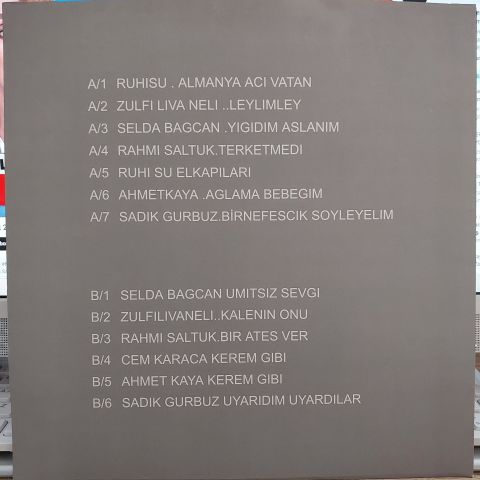 A/1 RUHISU . ALMANYA ACI VATAN
A/2 ZULFI LIVA NELI ..LEYLIMLEY
A/3 SELDA BAGCAN .YIGIDIM ASLANIM
A/4 RAHMI SALTUK.TERKETMEDI
A/5 RUHI SU ELKAPILARI
A/6 AHMETKAYA .AGLAMA BEBEGIM
A/7 SADIK GURBUZ.BİRNEFESCIK SOYLEYELIM
B/1 SELDA BAGCAN UMITSIZ SEVGI
B/2 ZULFILIVANELI..KALENIN ONU
B/3 RAHMI SALTUK.BIR ATES VER
B/4 CEM KARACA KEREM GIBI
B/5 AHMET KAYA KEREM GIBI
B/6 SADIK GURBUZ UYARIDIM UYARDILAR